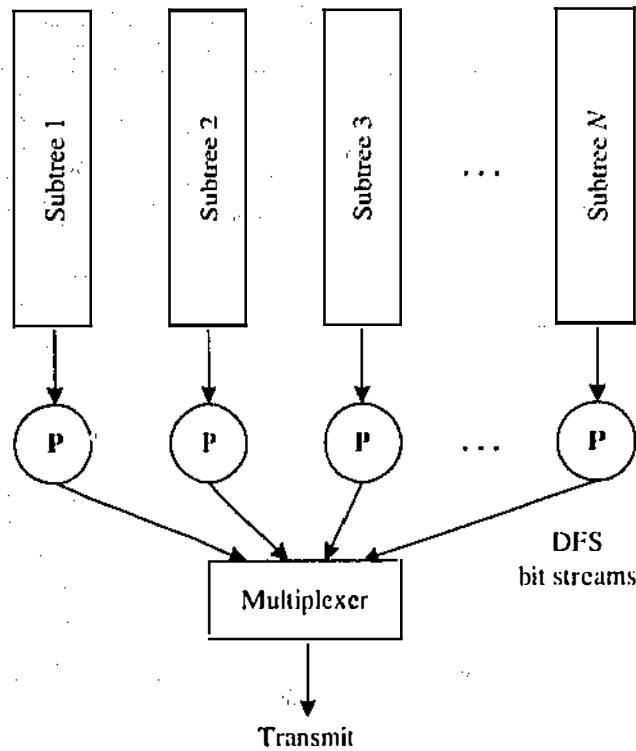 Subtree 1
Subtree 2
Subtree 3
...
Subtree N
P
P
P
...
P
DFS
bit streams
Multiplexer
Transmit